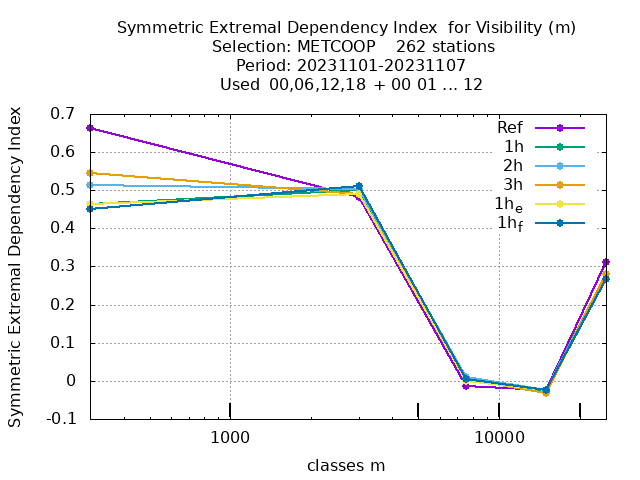 Symmetric Extremal Dependency Index  for Visibility (m)
Selection: METCOOP    262 stations
Period: 20231101-20231107
Used 00,06,12,18 + 00 01 ... 12
Symmetric Extremal Dependency Index
0.7
0.6
0.5
0.4
0.3
0.2
0.1
0
-0.1
Ref
1h
2h
3h
1he
1hf
1000
10000
classes m